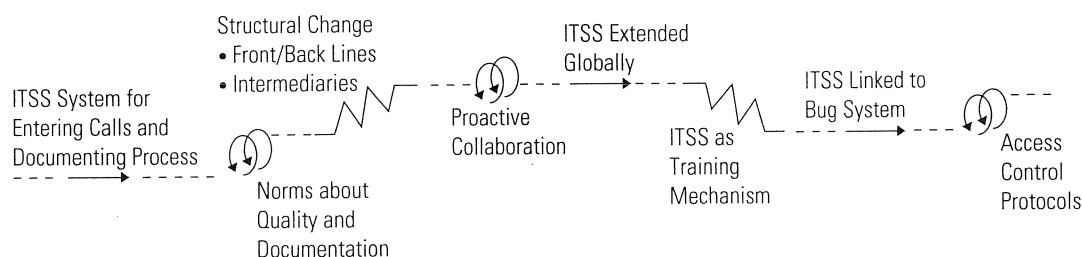 ITSS System for
Entering Calls and
Documenting Process
Norms about
Quality and
Documentation
Structural Change
• Front/Back Lines
• Intermediaries
Proactive
Collaboration
ITSS Extended
Globally
ITSS as
Training
Mechanism
ITSS Linked to
Bug System
Access
Control
Protocols